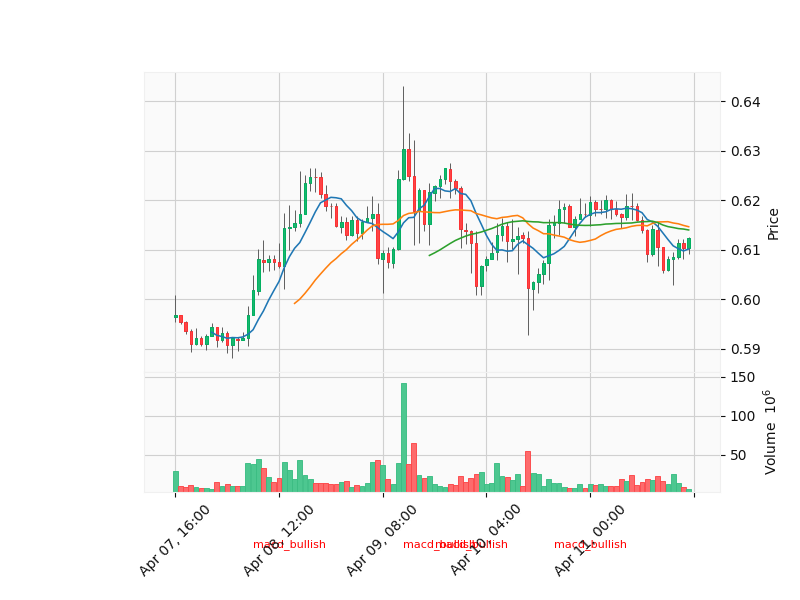 0.64
0.63
0.62
0.61
0.60
0.59
Price
150
100
50
Volume 10^6
Apr 07, 16:00
Apr 08, 12:00
Apr 09, 08:00
Apr 10, 04:00
Apr 11, 00:00
macd_bullish
macd_bullish
macd_bullish
macd_bullish